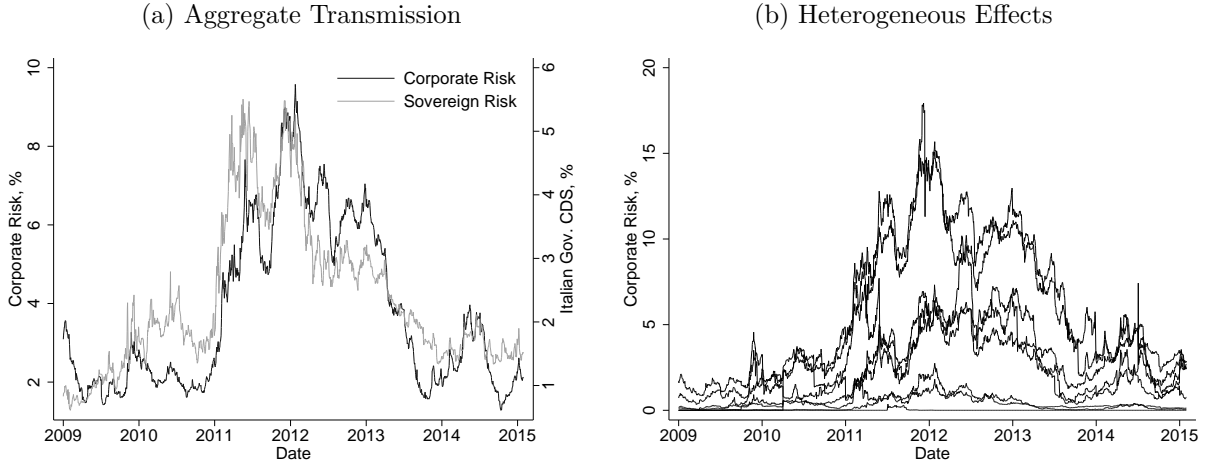 (a) Aggregate Transmission
Corporate Risk
Sovereign Risk
Corporate Risk, %
10
8
6
4
2
Italian Gov. CDS, %
6
5
4
3
2
1
2009 2010 2011 2012 2013 2014 2015
Date
(b) Heterogeneous Effects
Corporate Risk, %
20
15
10
5
0
2009 2010 2011 2012 2013 2014 2015
Date